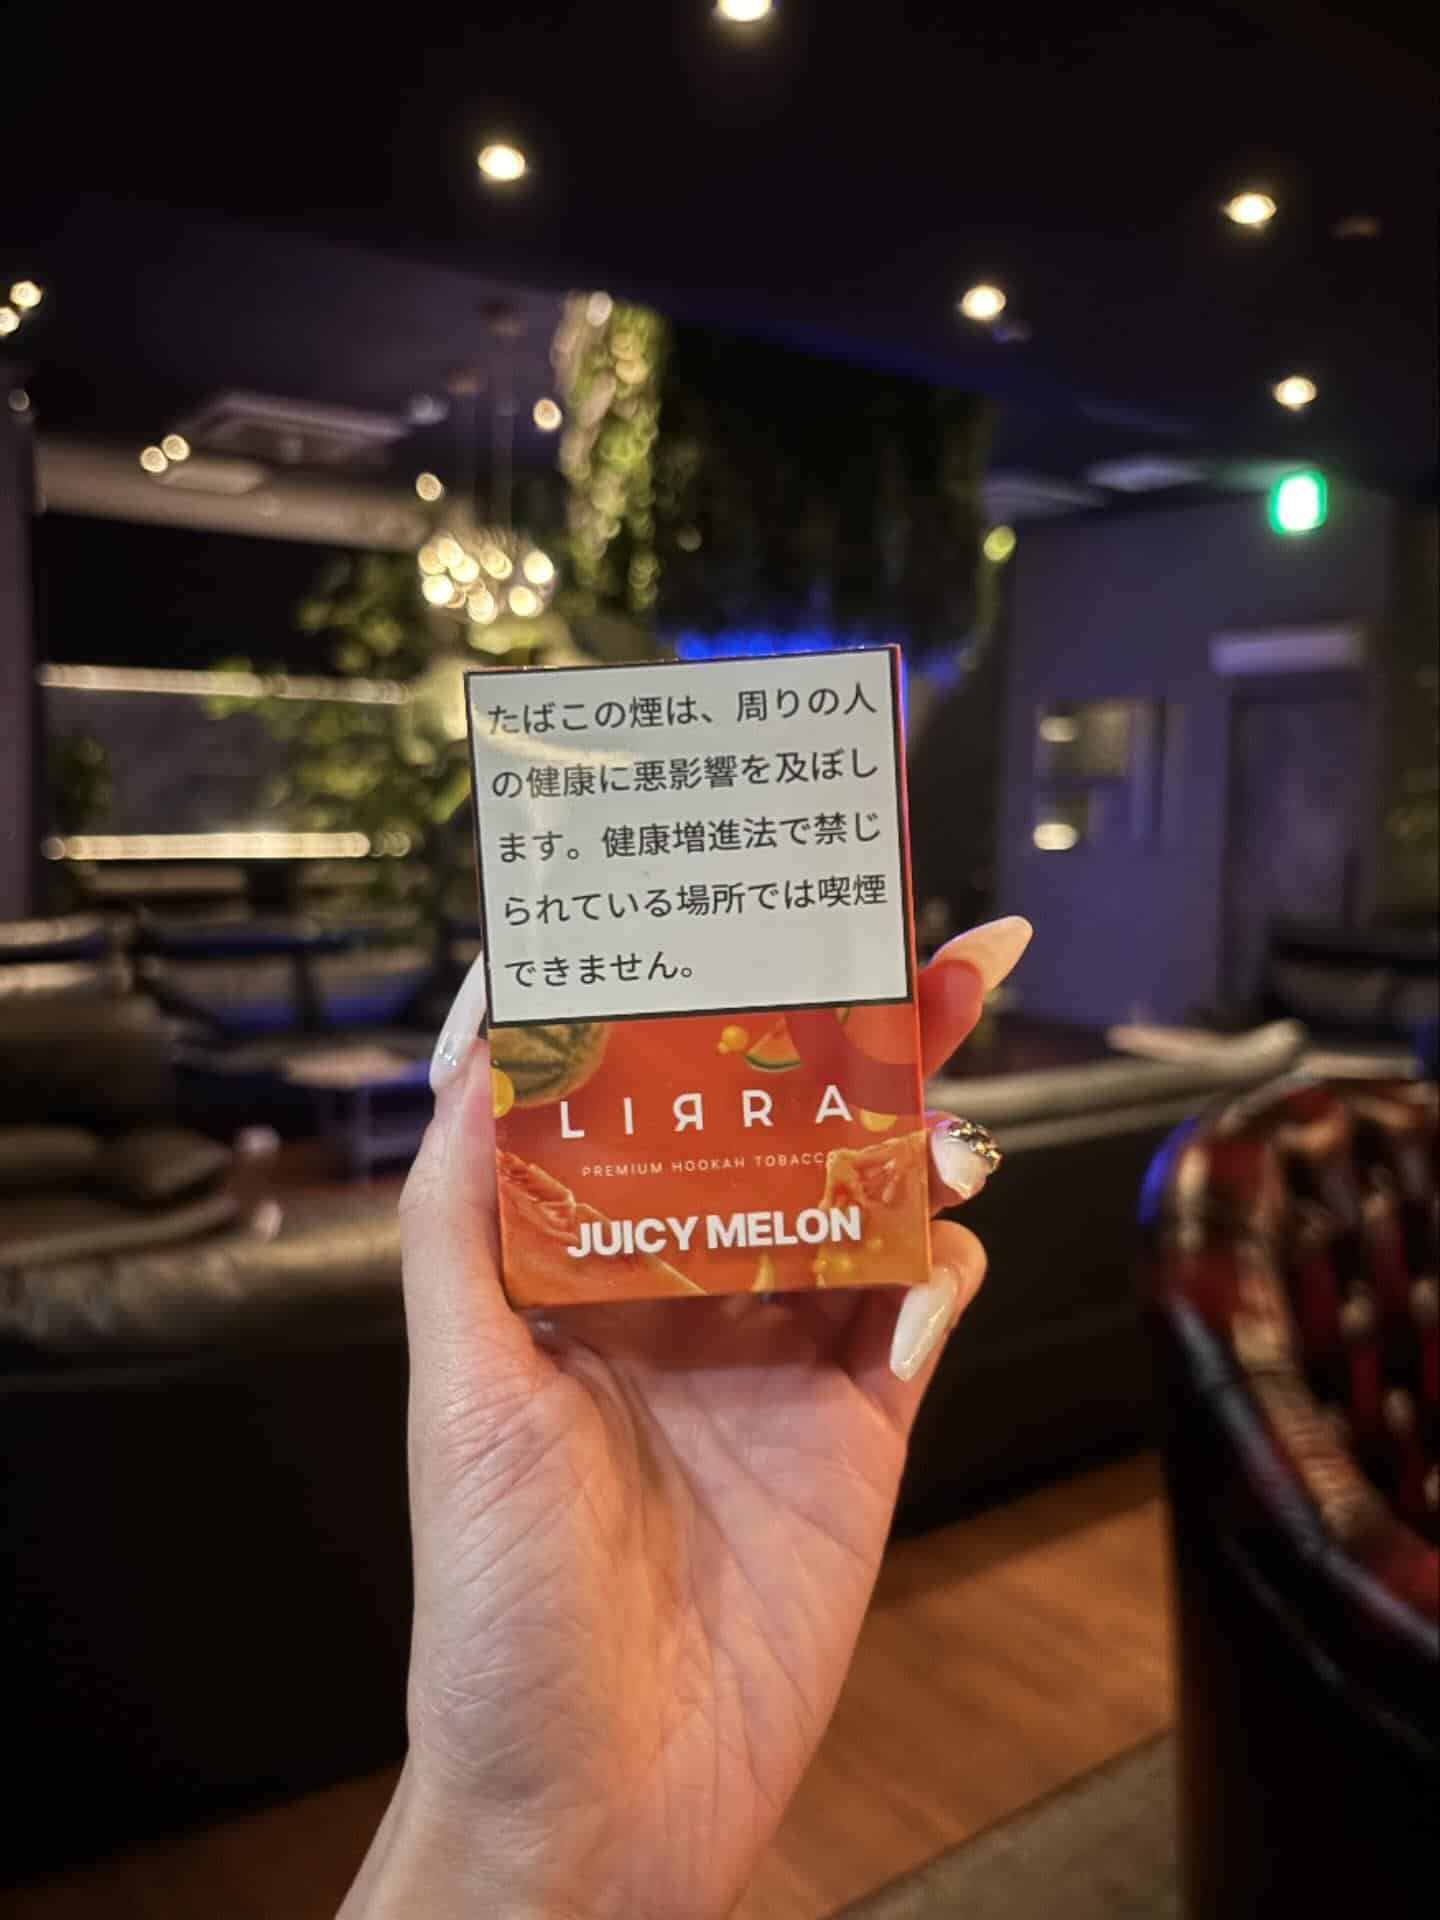 たばこの煙は、周りの人
の健康に悪影響を及ぼし
ます。健康増進法で禁じ
られている場所では喫煙
できません。
LIЯRA
PREMIUM HOOKAH TOBACCO
JUICY MELON